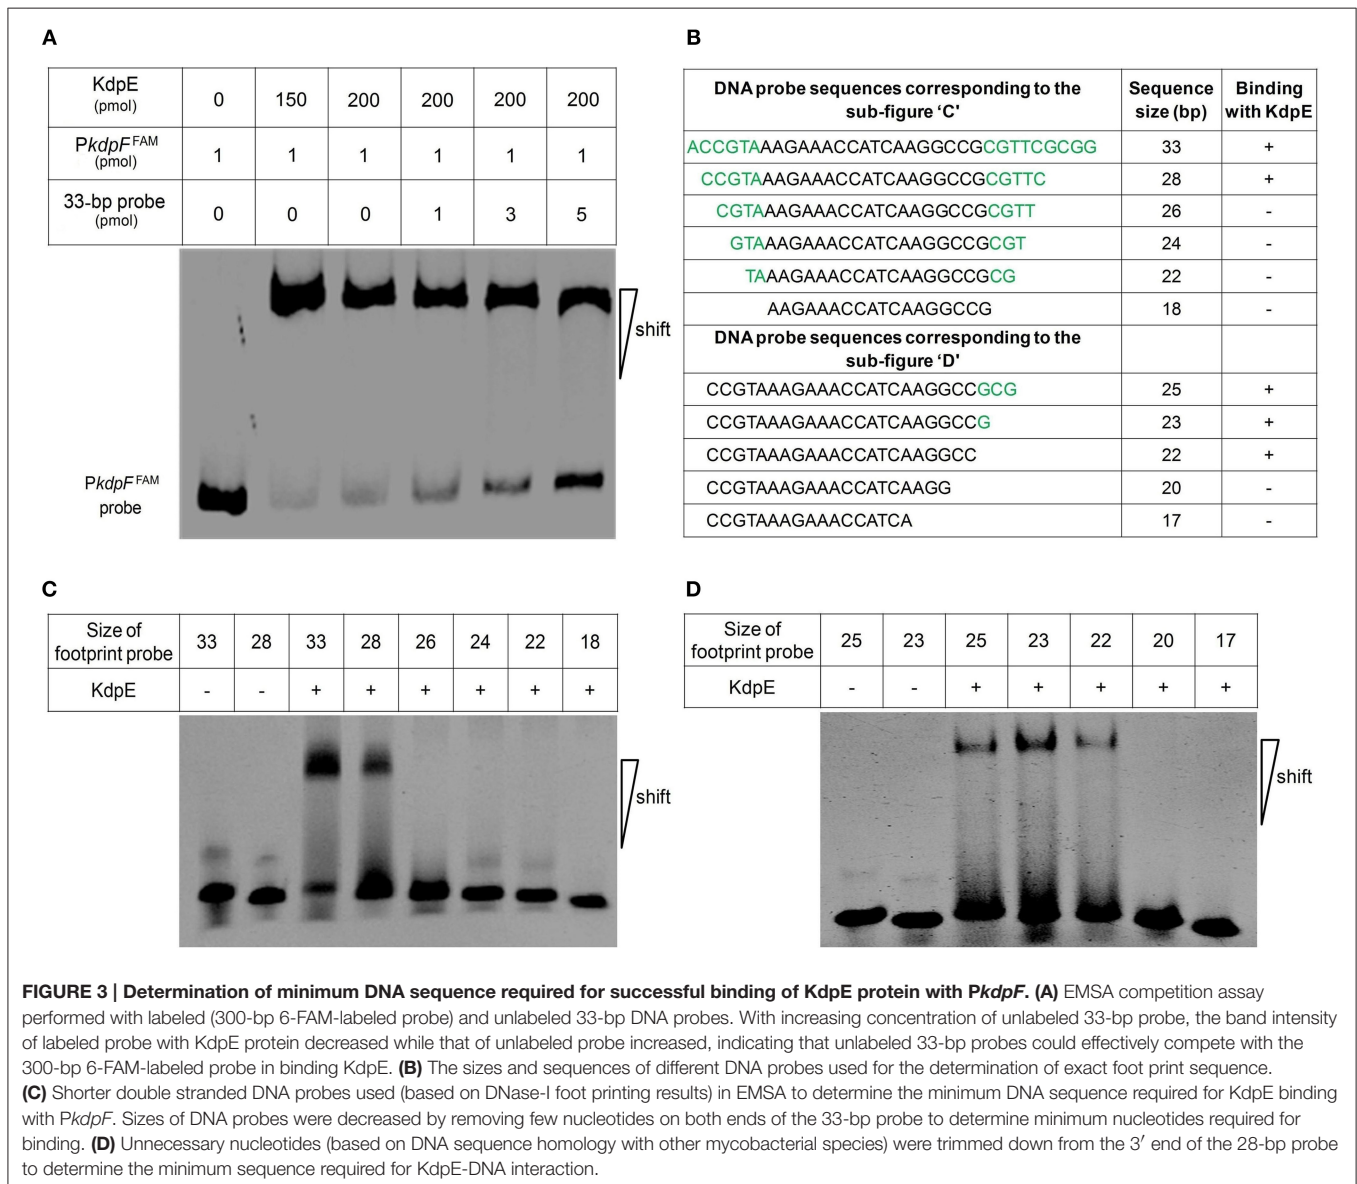 A
KdpE (pmol) 0 150 200 200 200 200
PkdpF FAM (pmol) 1 1 1 1 1 1
33-bp probe (pmol) 0 0 0 1 3 5
shift
PkdpF FAM
probe
B
DNA probe sequences corresponding to the sub-figure ‘C' Sequence size (bp) Binding with KdpE
ACCGTAAAGAAACCATCAAGGCCGCGTTCGCGG 33 +
CCGTAAAGAAACCATCAAGGCCGCGTTC 28 +
CGTAAAGAAACCATCAAGGCCGCGTT 26 -
GTAAAGAAACCATCAAGGCCGCGT 24 -
TAAAGAAACCATCAAGGCCGCG 22 -
AAGAAACCATCAAGGCCG 18 -
DNA probe sequences corresponding to the sub-figure 'D'
CCGTAAAGAAACCATCAAGGCCGCG 25 +
CCGTAAAGAAACCATCAAGGCCG 23 +
CCGTAAAGAAACCATCAAGGCC 22 +
CCGTAAAGAAACCATCAAGG 20 -
CCGTAAAGAAACCATCA 17 -
C
Size of footprint probe 33 28 33 28 26 24 22 18
KdpE - - + + + + + +
shift
D
Size of footprint probe 25 23 25 23 22 20 17
KdpE - - + + + + +
shift
FIGURE 3 | Determination of minimum DNA sequence required for successful binding of KdpE protein with PkdpF. (A) EMSA competition assay
performed with labeled (300-bp 6-FAM-labeled probe) and unlabeled 33-bp DNA probes. With increasing concentration of unlabeled 33-bp probe, the band intensity
of labeled probe with KdpE protein decreased while that of unlabeled probe increased, indicating that unlabeled 33-bp probes could effectively compete with the
300-bp 6-FAM-labeled probe in binding KdpE. (B) The sizes and sequences of different DNA probes used for the determination of exact foot print sequence.
(C) Shorter double stranded DNA probes used (based on DNase-I foot printing results) in EMSA to determine the minimum DNA sequence required for KdpE binding
with PkdpF. Sizes of DNA probes were decreased by removing few nucleotides on both ends of the 33-bp probe to determine minimum nucleotides required for
binding. (D) Unnecessary nucleotides (based on DNA sequence homology with other mycobacterial species) were trimmed down from the 3′ end of the 28-bp probe
to determine the minimum sequence required for KdpE-DNA interaction.